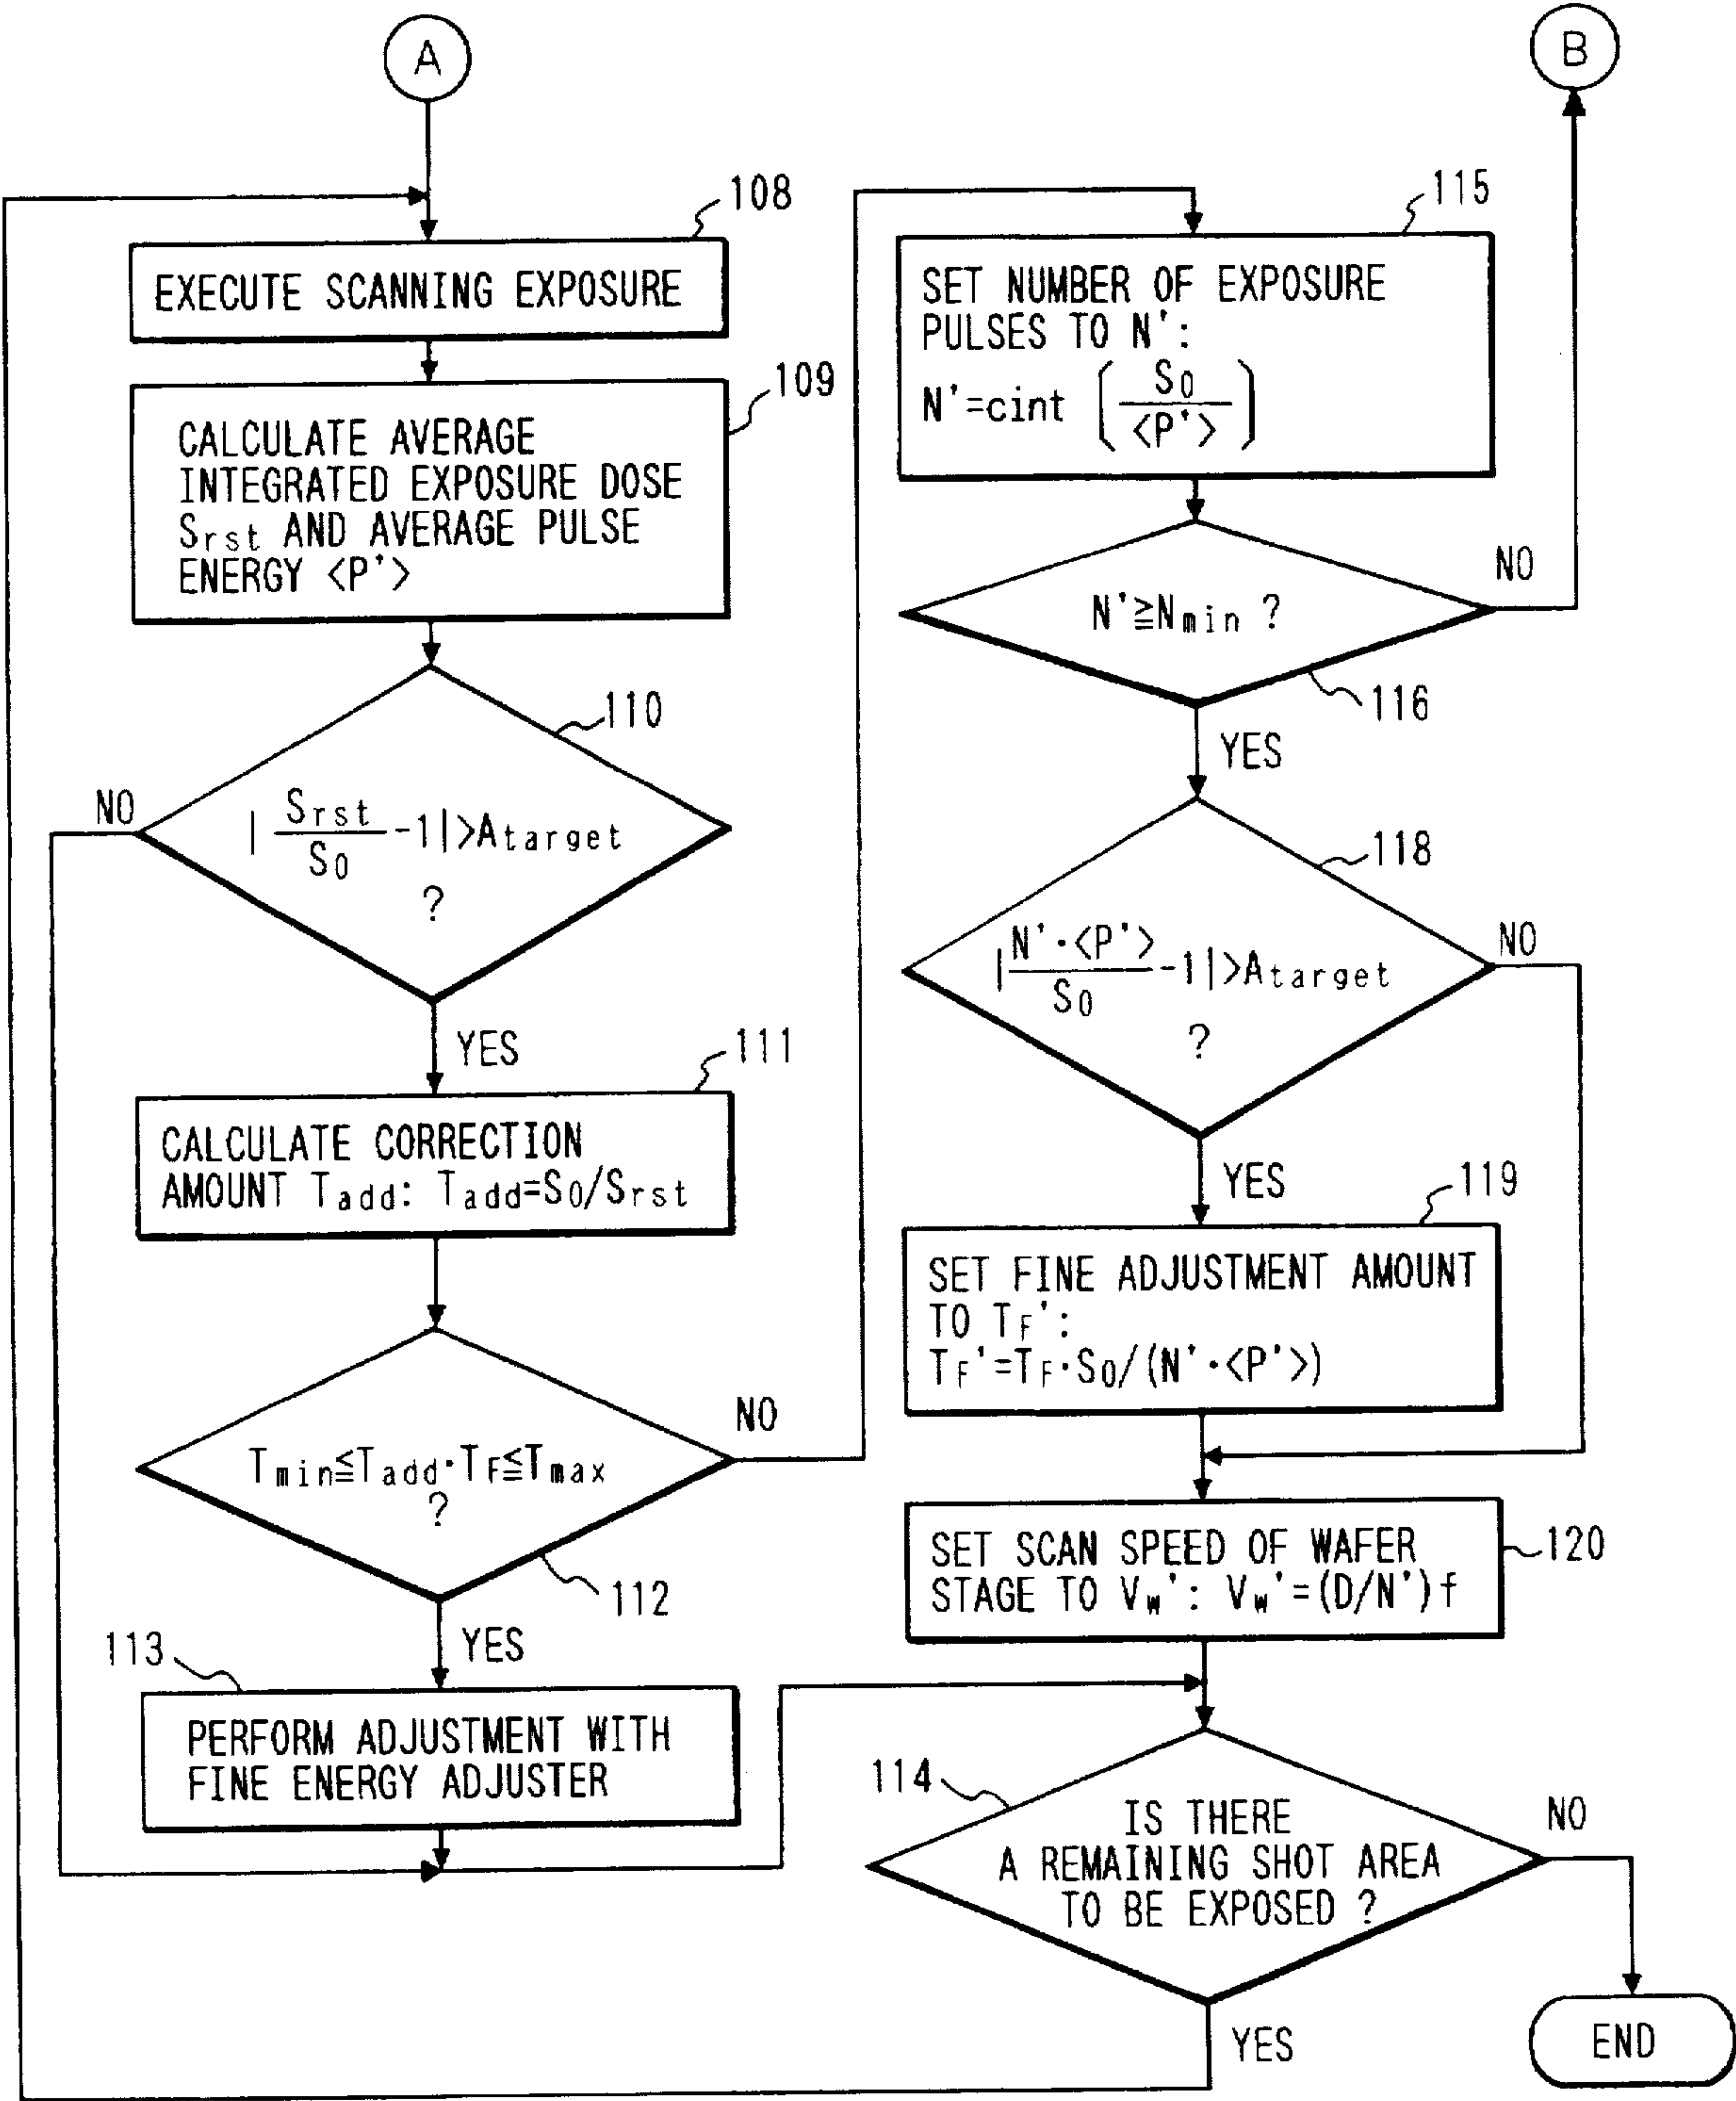 A
108
EXECUTE SCANNING EXPOSURE
109
CALCULATE AVERAGE
INTEGRATED EXPOSURE DOSE
Srst AND AVERAGE PULSE
ENERGY <P'>
110
NO
| Srst/S0 -1|>Atarget
?
YES
111
CALCULATE CORRECTION
AMOUNT Tadd: Tadd=S0/Srst
NO
Tmin≦Tadd·TF≦Tmax
?
112
YES
113
PERFORM ADJUSTMENT WITH
FINE ENERGY ADJUSTER
B
115
SET NUMBER OF EXPOSURE
PULSES TO N':
N'=cint (S0/<P'>)
NO
N'≧Nmin ?
116
YES
118
NO
|N'·<P'>/S0 -1|>Atarget
?
YES
119
SET FINE ADJUSTMENT AMOUNT
TO TF':
TF'=TF·S0/(N'·<P'>)
120
SET SCAN SPEED OF WAFER
STAGE TO Vw': Vw'=(D/N')f
114
NO
IS THERE
A REMAINING SHOT AREA
TO BE EXPOSED ?
YES
END